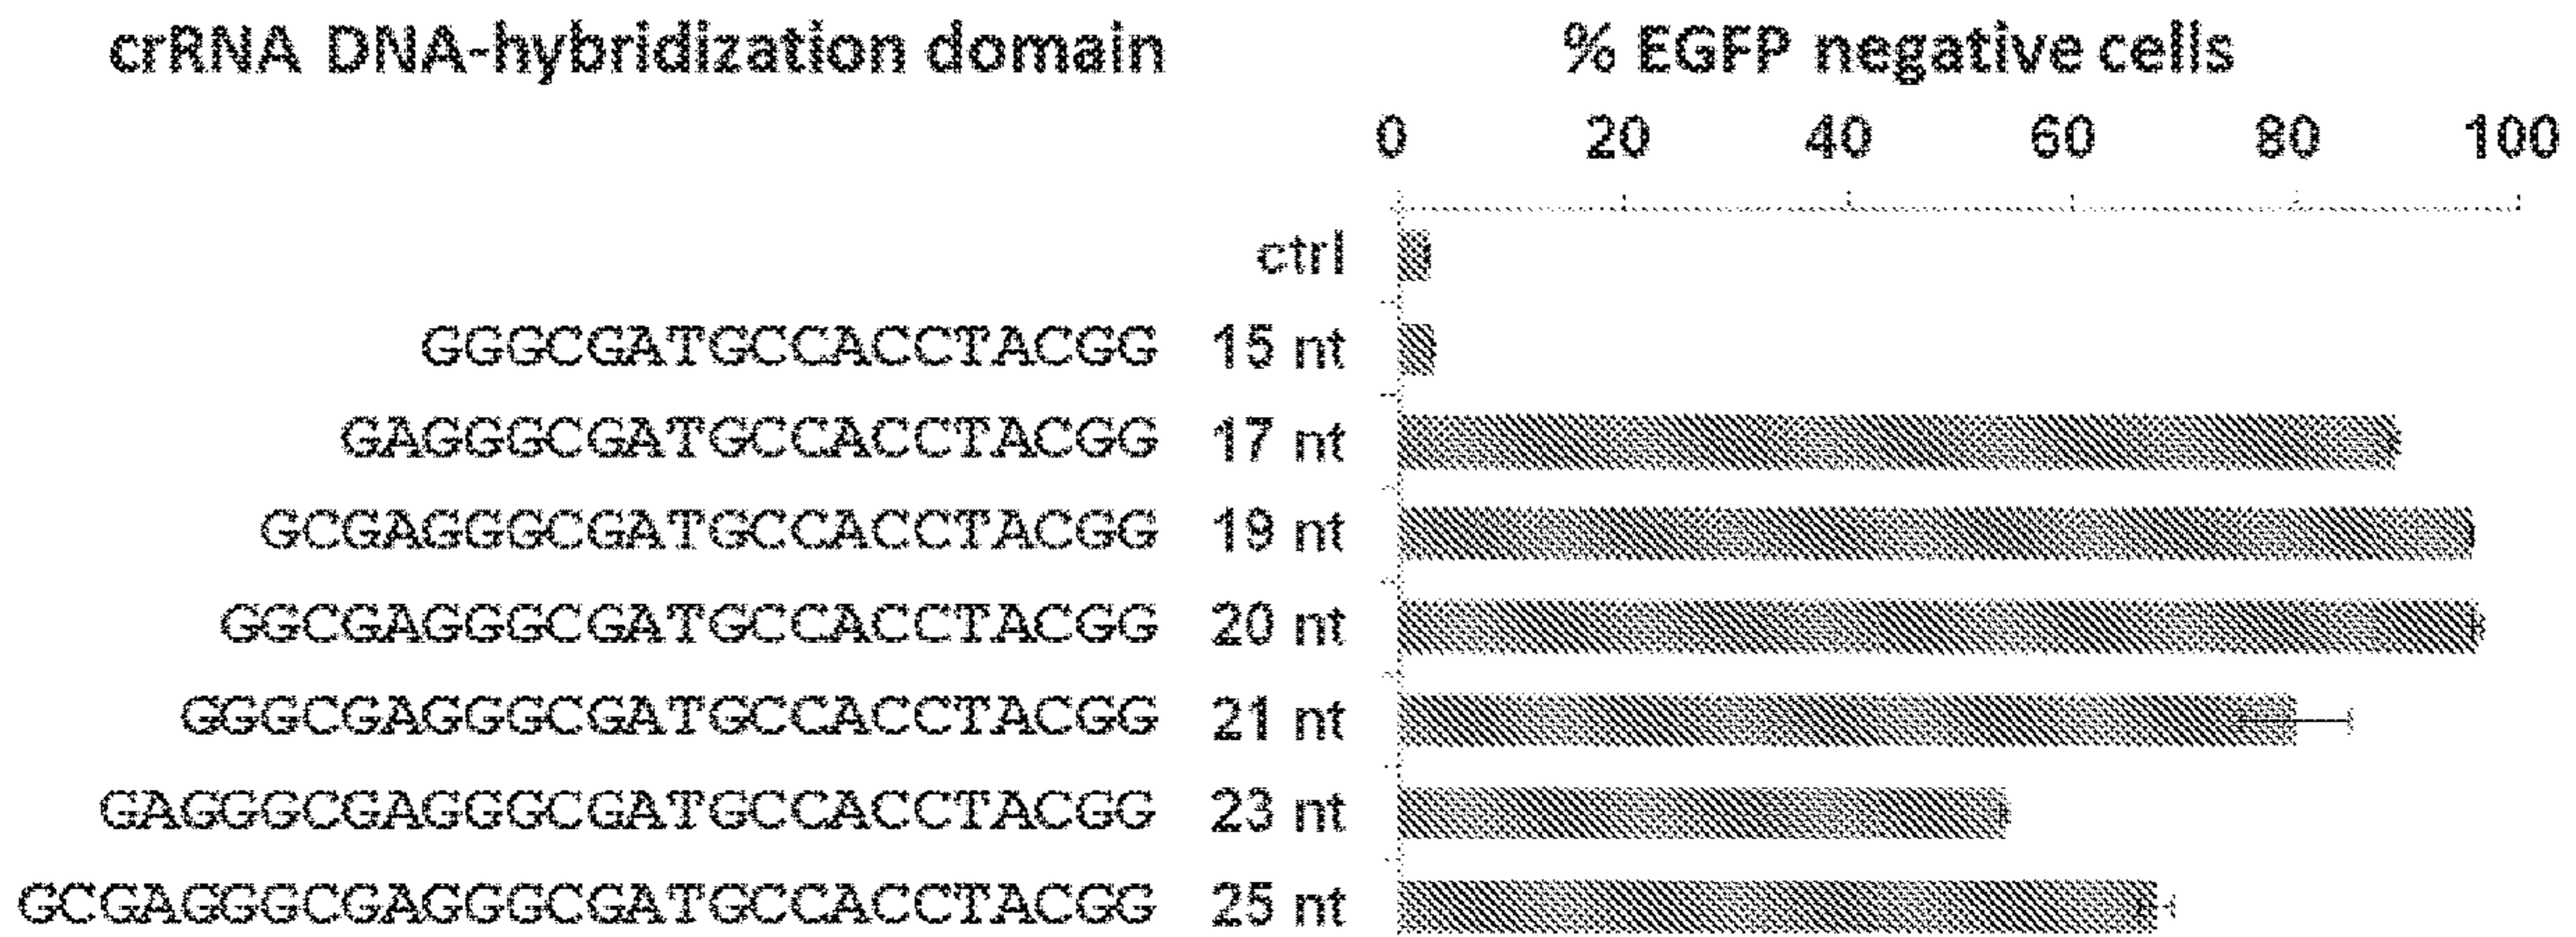 crRNA DNA-hybridization domain % EGFP negative cells
0 20 40 60 80 100
ctrl
GGGCGATGCCACCTACGG 15 nt
GAGGGCGATGCCACCTACGG 17 nt
GCGAGGGCGATGCCACCTACGG 19 nt
GGCGAGGGCGATGCCACCTACGG 20 nt
GGGCGAGGGCGATGCCACCTACGG 21 nt
GAGGGCGAGGGCGATGCCACCTACGG 23 nt
GCGAGGGCGAGGGCGATGCCACCTACGG 25 nt